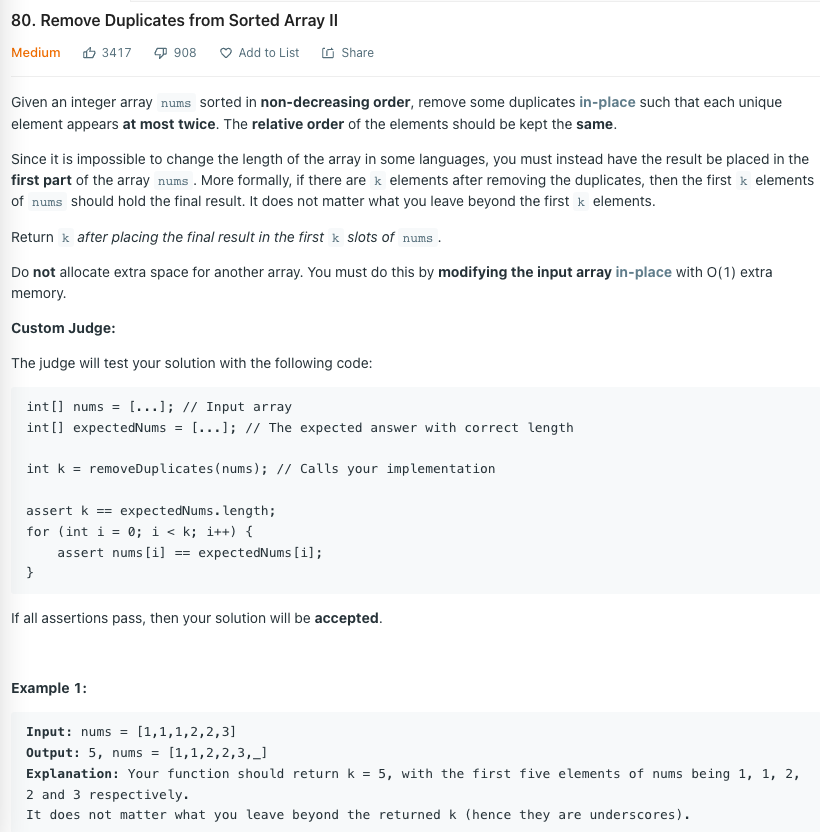 80. Remove Duplicates from Sorted Array II
Medium 3417 908 Add to List Share
Given an integer array nums sorted in non-decreasing order, remove some duplicates in-place such that each unique
element appears at most twice. The relative order of the elements should be kept the same.
Since it is impossible to change the length of the array in some languages, you must instead have the result be placed in the
first part of the array nums . More formally, if there are k elements after removing the duplicates, then the first k elements
of nums should hold the final result. It does not matter what you leave beyond the first k elements.
Return k after placing the final result in the first k slots of nums .
Do not allocate extra space for another array. You must do this by modifying the input array in-place with O(1) extra
memory.
Custom Judge:
The judge will test your solution with the following code:
int[] nums = [...]; // Input array
int[] expectedNums = [...]; // The expected answer with correct length
int k = removeDuplicates(nums); // Calls your implementation
assert k == expectedNums.length;
for (int i = 0; i < k; i++) {
    assert nums[i] == expectedNums[i];
}
If all assertions pass, then your solution will be accepted.
Example 1:
Input: nums = [1,1,1,2,2,3]
Output: 5, nums = [1,1,2,2,3,_]
Explanation: Your function should return k = 5, with the first five elements of nums being 1, 1, 2,
2 and 3 respectively.
It does not matter what you leave beyond the returned k (hence they are underscores).